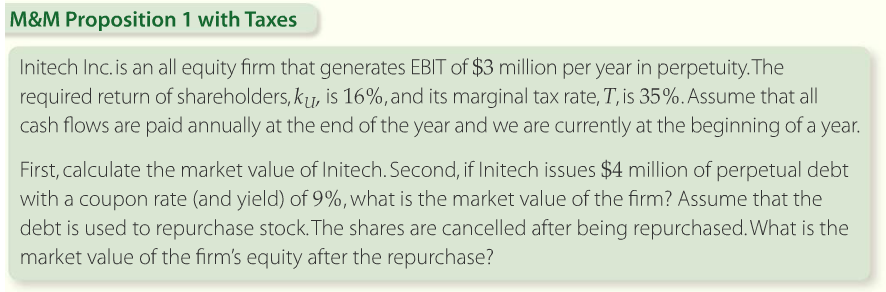 M&M Proposition 1 with Taxes
Initech Inc. is an all equity firm that generates EBIT of $3 million per year in perpetuity. The
required return of shareholders, kU, is 16%, and its marginal tax rate, T, is 35%. Assume that all
cash flows are paid annually at the end of the year and we are currently at the beginning of a year.
First, calculate the market value of Initech. Second, if Initech issues $4 million of perpetual debt
with a coupon rate (and yield) of 9%, what is the market value of the firm? Assume that the
debt is used to repurchase stock. The shares are cancelled after being repurchased. What is the
market value of the firm's equity after the repurchase?